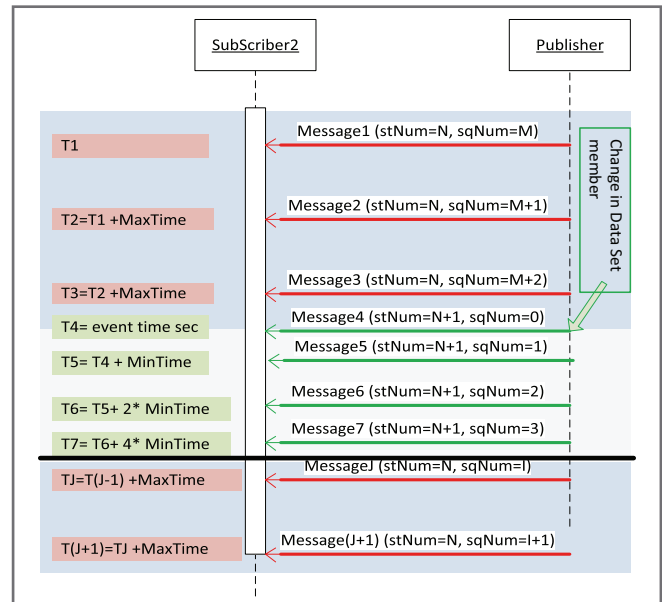 SubScriber2
Publisher
Message1 (stNum=N, sqNum=M)
T1
Change in Data Set
member
Message2 (stNum=N, sqNum=M+1)
T2=T1 +MaxTime
Message3 (stNum=N, sqNum=M+2)
T3=T2 +MaxTime
Message4 (stNum=N+1, sqNum=0)
T4= event time sec
Message5 (stNum=N+1, sqNum=1)
T5= T4 + MinTime
Message6 (stNum=N+1, sqNum=2)
T6= T5+ 2* MinTime
Message7 (stNum=N+1, sqNum=3)
T7= T6+ 4* MinTime
MessageJ (stNum=N, sqNum=I)
TJ=T(J-1) +MaxTime
Message(J+1) (stNum=N, sqNum=I+1)
T(J+1)=TJ +MaxTime